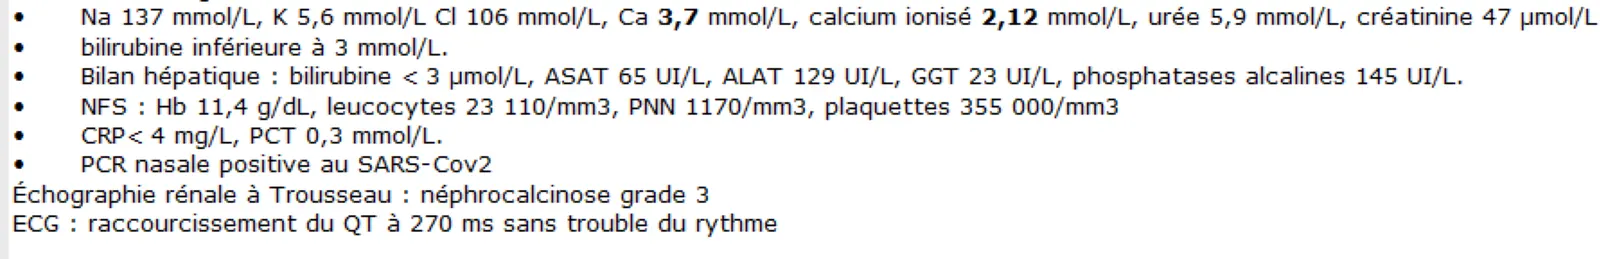 • Na 137 mmol/L, K 5,6 mmol/L Cl 106 mmol/L, Ca 3,7 mmol/L, calcium ionisé 2,12 mmol/L, urée 5,9 mmol/L, créatinine 47 µmol/L
• bilirubine inférieure à 3 mmol/L.
• Bilan hépatique : bilirubine < 3 µmol/L, ASAT 65 UI/L, ALAT 129 UI/L, GGT 23 UI/L, phosphatases alcalines 145 UI/L.
• NFS : Hb 11,4 g/dL, leucocytes 23 110/mm3, PNN 1170/mm3, plaquettes 355 000/mm3
• CRP< 4 mg/L, PCT 0,3 mmol/L.
• PCR nasale positive au SARS-Cov2
Échographie rénale à Trousseau : néphrocalcinose grade 3
ECG : raccourcissement du QT à 270 ms sans trouble du rythme